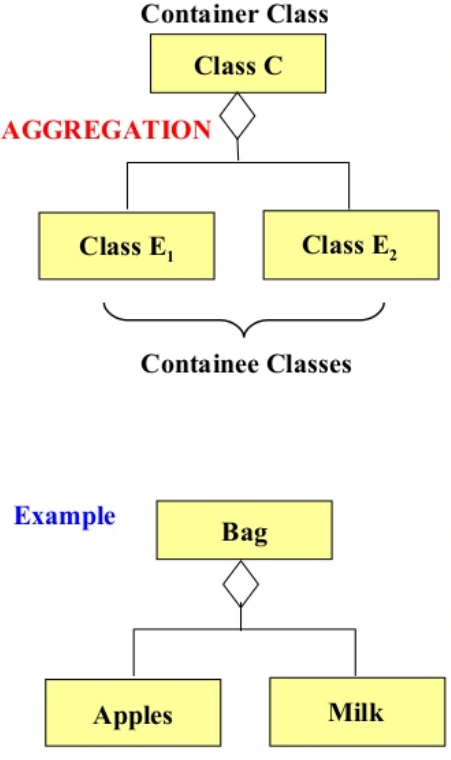 Container Class
Class C
AGGREGATION
Class E₁
Class E₂
Containee Classes
Example
Bag
Apples
Milk